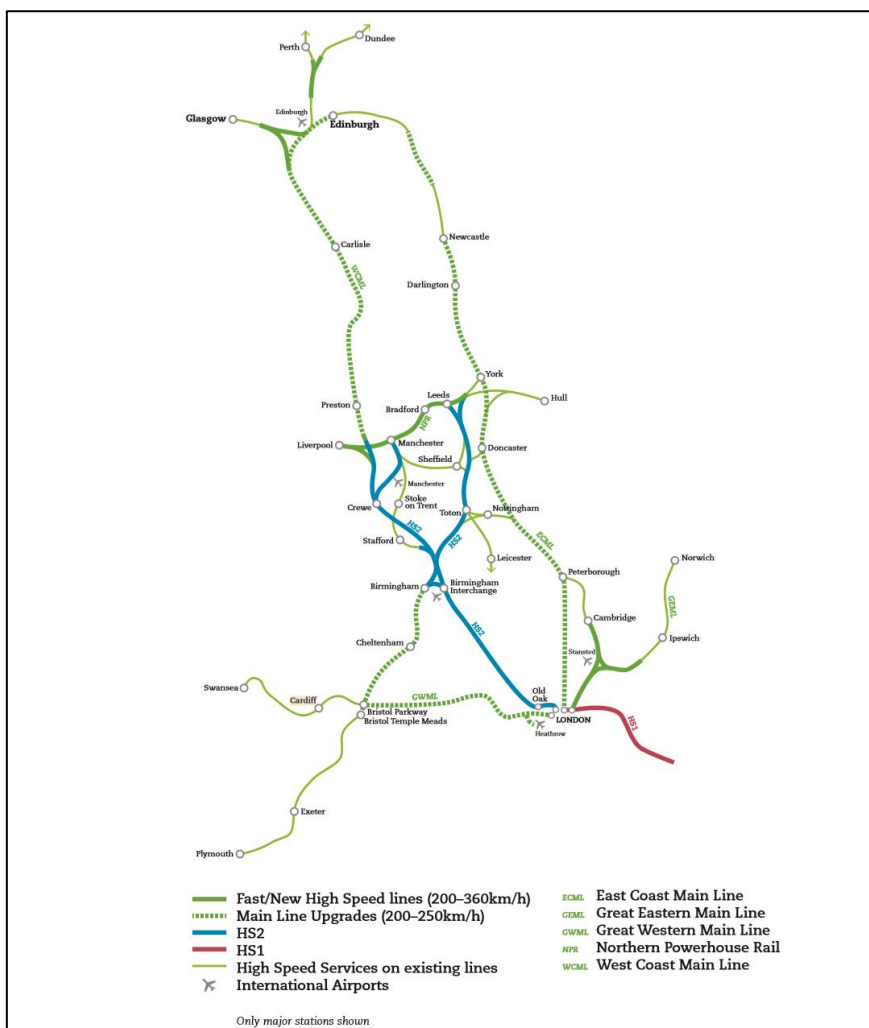 Dundee
Perth
Edinburgh
Glasgow
Edinburgh
Carlisle
Newcastle
WCML
Darlington
York
Leeds
Preston
Bradford
Hull
NPR
Liverpool
Manchester
Doncaster
Sheffield
Manchester
Crewe
Stoke
on Trent
Toton
Nottingham
HS2
HS2
Stafford
Leicester
ECML
Norwich
Birmingham
Birmingham
Interchange
Peterborough
GEML
Cambridge
HS2
Ipswich
Cheltenham
Stansted
Swansea
Cardiff
GWML
Old
Oak
Bristol Parkway
Bristol Temple Meads
LONDON
HS1
Heathrow
Exeter
Plymouth
Fast/New High Speed lines (200–360km/h)
Main Line Upgrades (200–250km/h)
HS2
HS1
High Speed Services on existing lines
International Airports
ECML East Coast Main Line
GEML Great Eastern Main Line
GWML Great Western Main Line
NPR Northern Powerhouse Rail
WCML West Coast Main Line
Only major stations shown